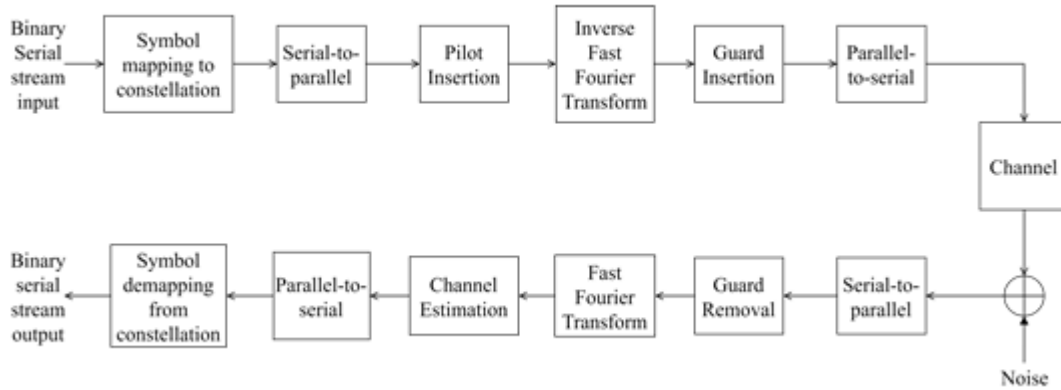 Binary
Serial
stream
input
Symbol
mapping to
constellation
Serial-to-
parallel
Pilot
Insertion
Inverse
Fast
Fourier
Transform
Guard
Insertion
Parallel-
to-serial
Channel
Noise
Serial-to-
parallel
Guard
Removal
Fast
Fourier
Transform
Channel
Estimation
Parallel-to-
serial
Symbol
demapping
from
constellation
Binary
serial
stream
output